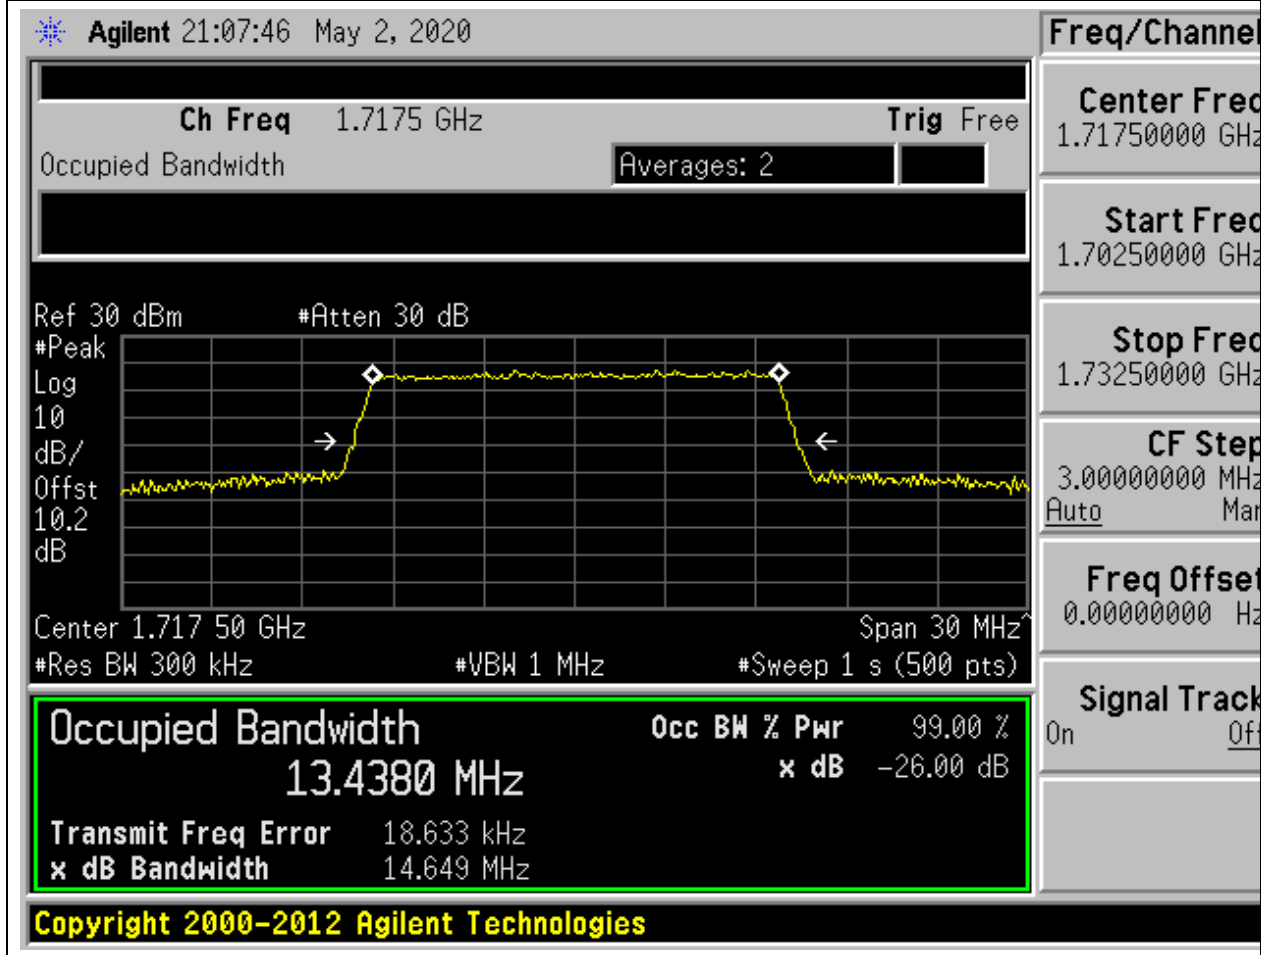 Agilent 21:07:46 May 2, 2020
Freq/Channel
Ch Freq 1.7175 GHz Trig Free
Occupied Bandwidth Averages: 2
Center Freq
1.71750000 GHz
Start Freq
1.70250000 GHz
Stop Freq
1.73250000 GHz
CF Step
3.00000000 MHz
Auto Man
Freq Offset
0.00000000 Hz
Signal Track
On Off
Ref 30 dBm #Atten 30 dB
#Peak
Log
10
dB/
Offst
10.2
dB
Center 1.717 50 GHz Span 30 MHz^
#Res BW 300 kHz #VBW 1 MHz #Sweep 1 s (500 pts)
Occupied Bandwidth Occ BW % Pwr 99.00 %
13.4380 MHz x dB -26.00 dB
Transmit Freq Error 18.633 kHz
x dB Bandwidth 14.649 MHz
Copyright 2000-2012 Agilent Technologies